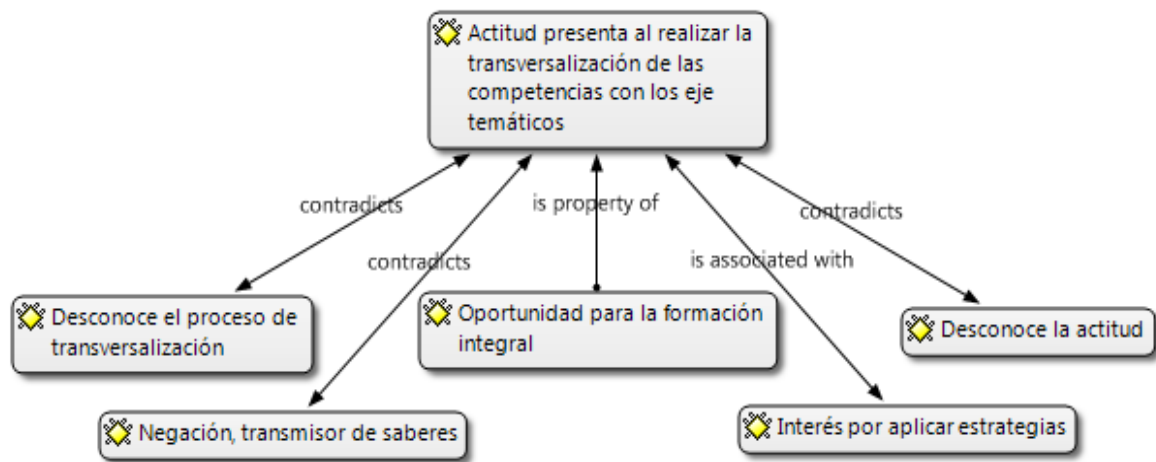 Actitud presenta al realizar la
transversalización de las
competencias con los eje
temáticos
contradicts
contradicts
is property of
is associated with
contradicts
Desconoce el proceso de
transversalización
Oportunidad para la formación
integral
Desconoce la actitud
Negación, transmisor de saberes
Interés por aplicar estrategias